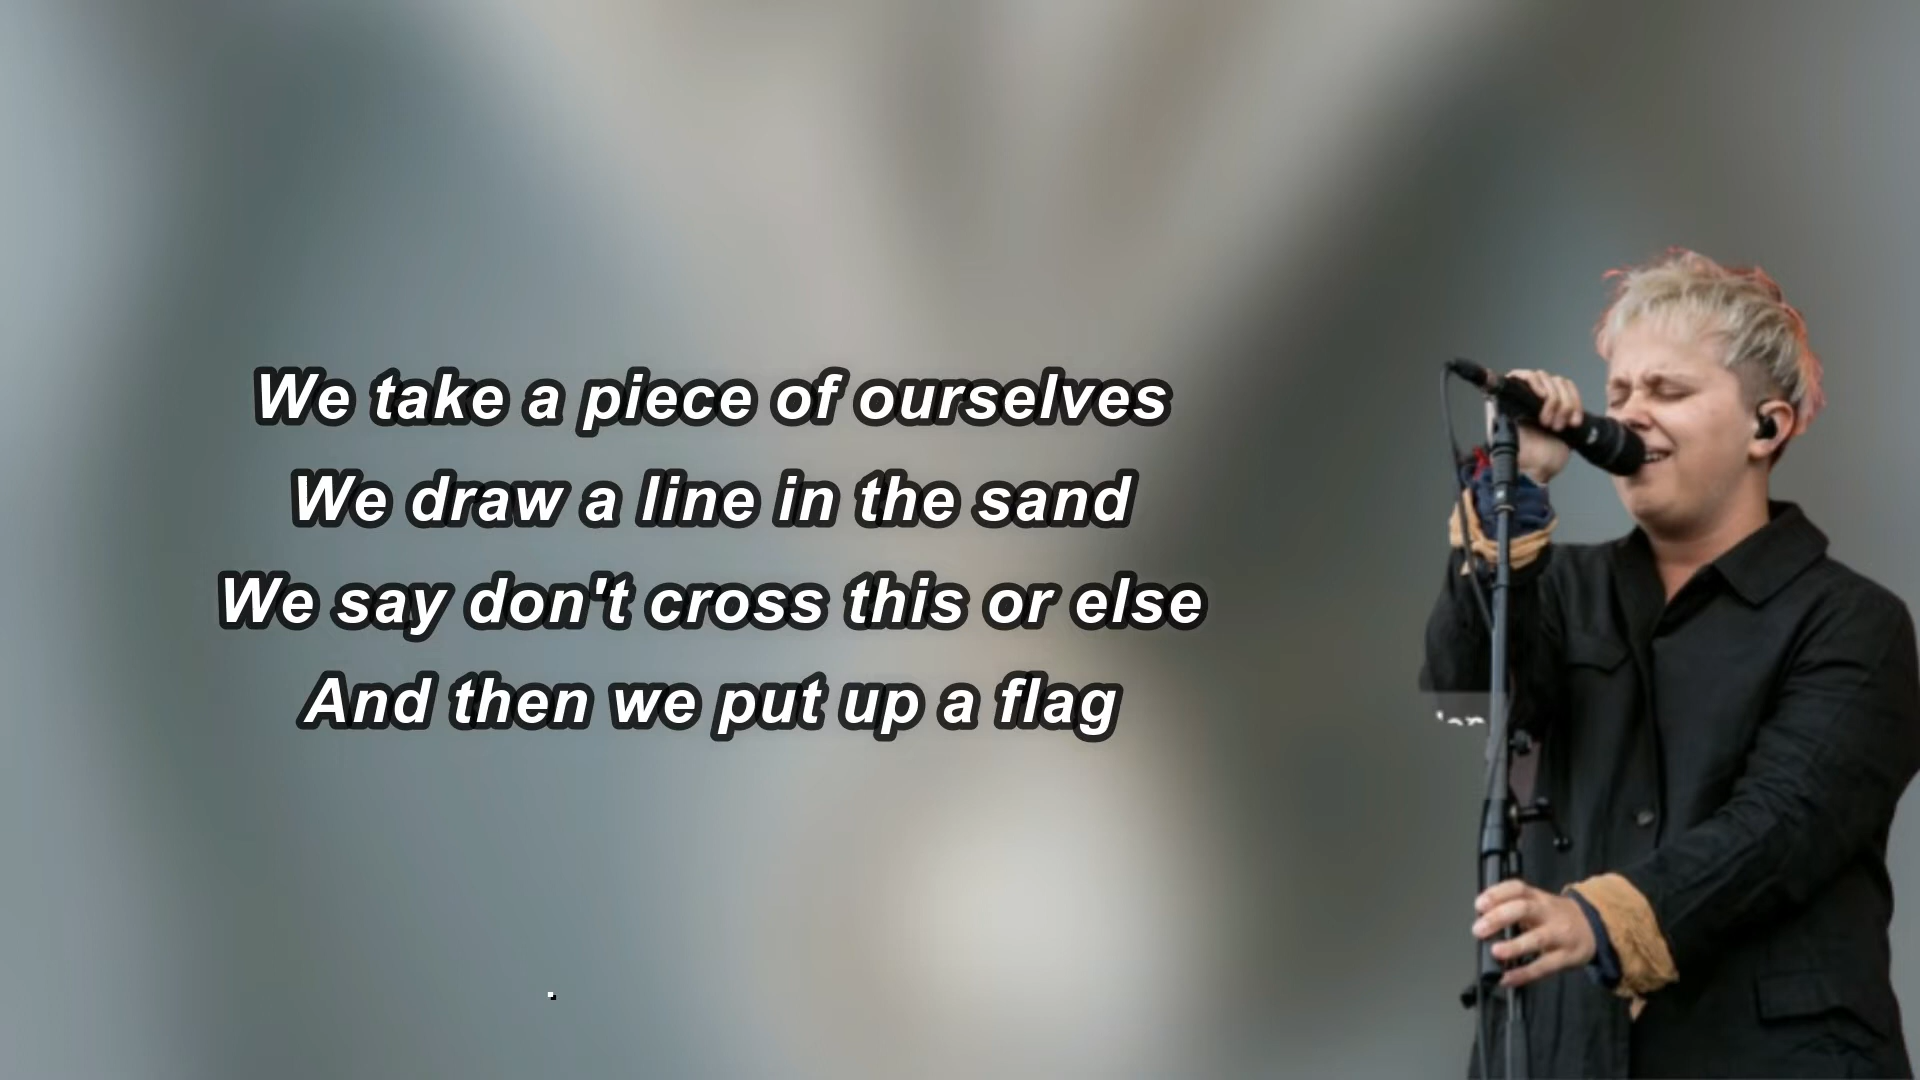 We take a piece of ourselves
We draw a line in the sand
We say don't cross this or else
And then we put up a flag